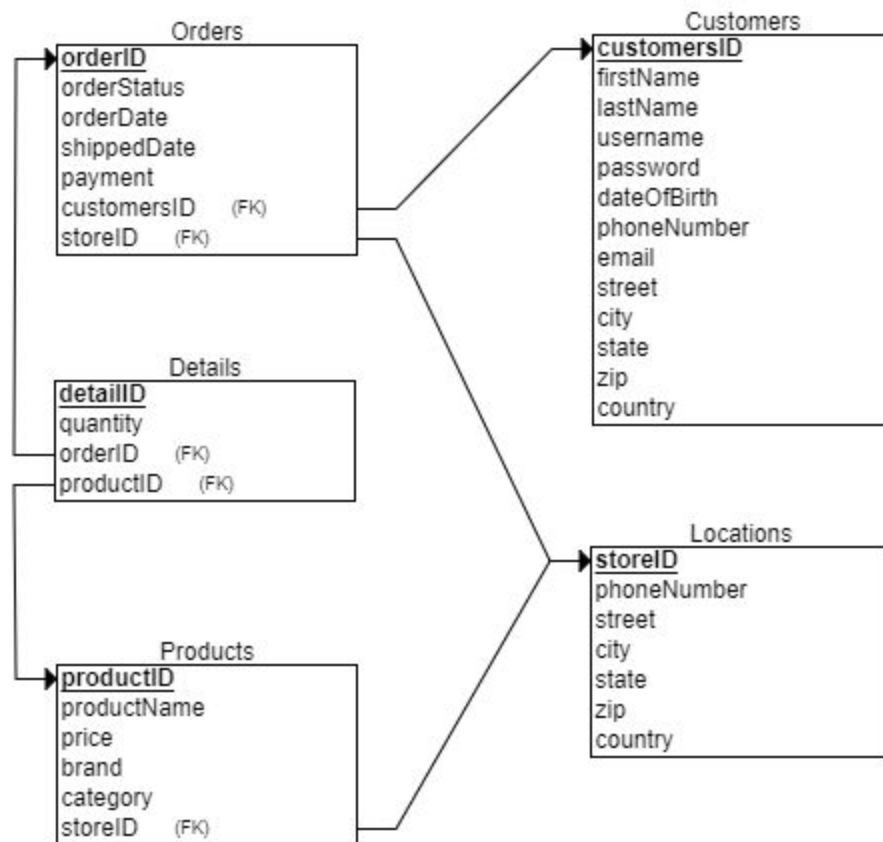 Orders
orderID
orderStatus
orderDate
shippedDate
payment
customersID (FK)
storeID (FK)
Customers
customersID
firstName
lastName
username
password
dateOfBirth
phoneNumber
email
street
city
state
zip
country
Details
detailID
quantity
orderID (FK)
productID (FK)
Locations
storeID
phoneNumber
street
city
state
zip
country
Products
productID
productName
price
brand
category
storeID (FK)